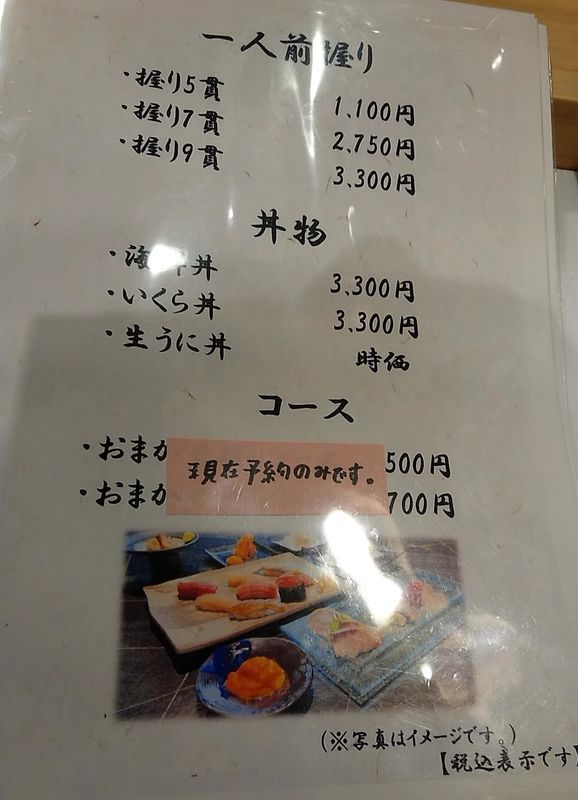 一人前握り
・握り5貫 1,100円
・握り7貫 2,750円
・握り9貫 3,300円
丼物
・海鮮丼 3,300円
・いくら丼 3,300円
・生うに丼 時価
コース
・おまか 500円
・おまか 700円
現在予約のみです。
(※写真はイメージです。)
【税込表示です】